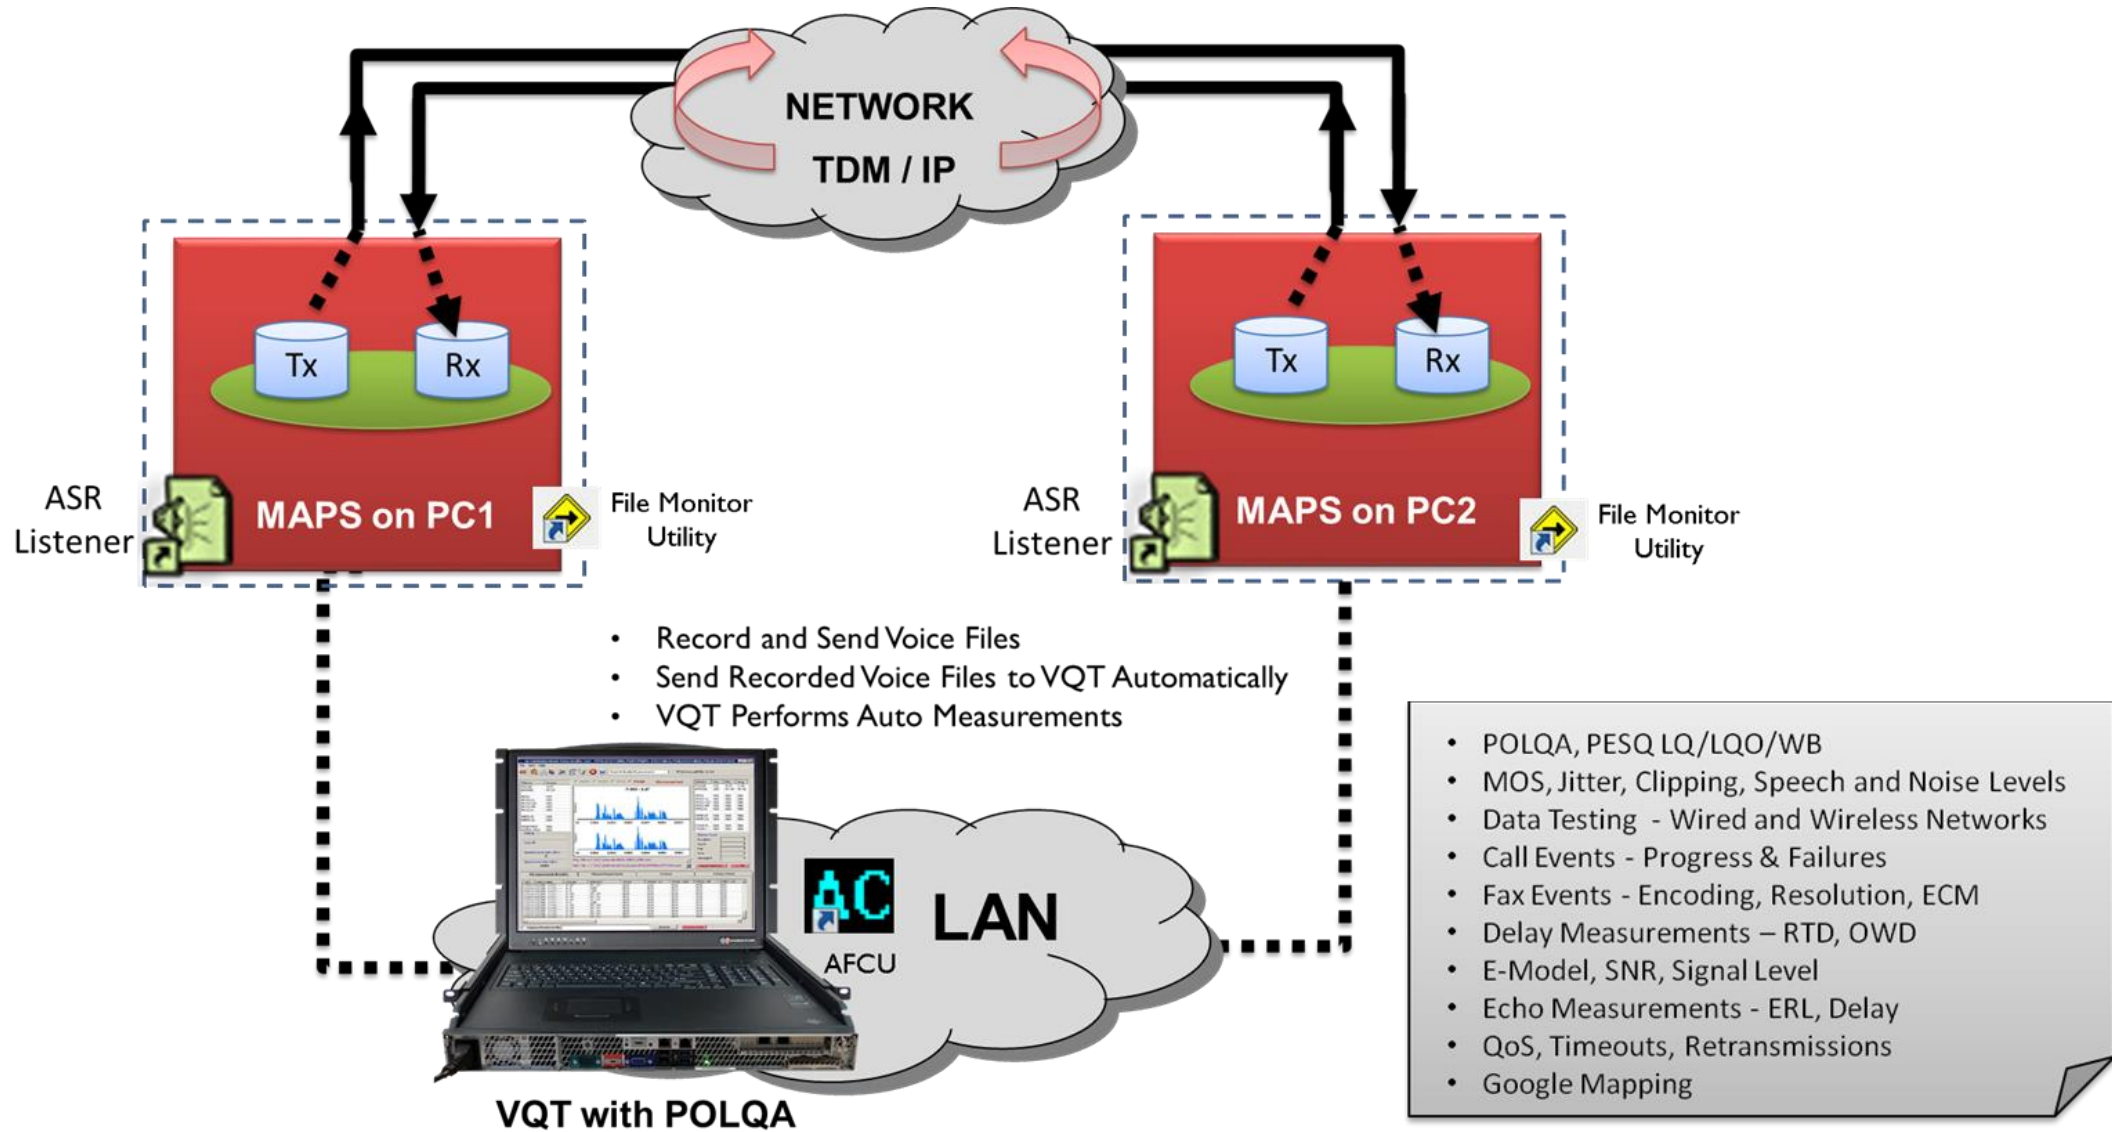 NETWORK
TDM / IP
Tx
Rx
MAPS on PC1
ASR
Listener
File Monitor
Utility
Tx
Rx
MAPS on PC2
ASR
Listener
File Monitor
Utility
• Record and Send Voice Files
• Send Recorded Voice Files to VQT Automatically
• VQT Performs Auto Measurements
AC
AFCU
LAN
VQT with POLQA
• POLQA, PESQ LQ/LQO/WB
• MOS, Jitter, Clipping, Speech and Noise Levels
• Data Testing - Wired and Wireless Networks
• Call Events - Progress & Failures
• Fax Events - Encoding, Resolution, ECM
• Delay Measurements – RTD, OWD
• E-Model, SNR, Signal Level
• Echo Measurements - ERL, Delay
• QoS, Timeouts, Retransmissions
• Google Mapping